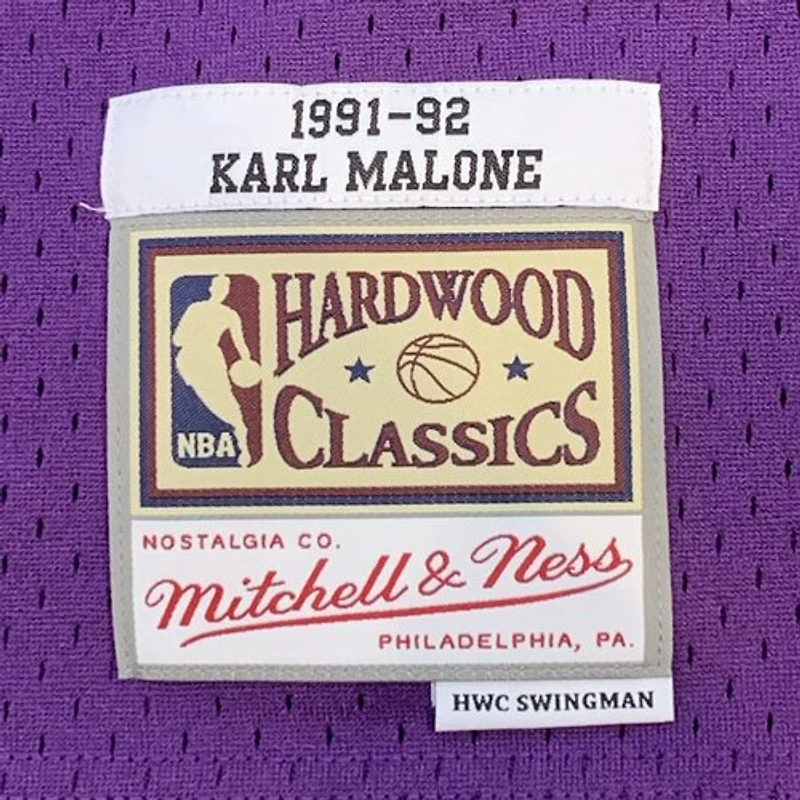 1991-92
KARL MALONE
NBA
HARDWOOD
CLASSICS
NOSTALGIA CO.
Mitchell & Ness
PHILADELPHIA, PA.
HWC SWINGMAN